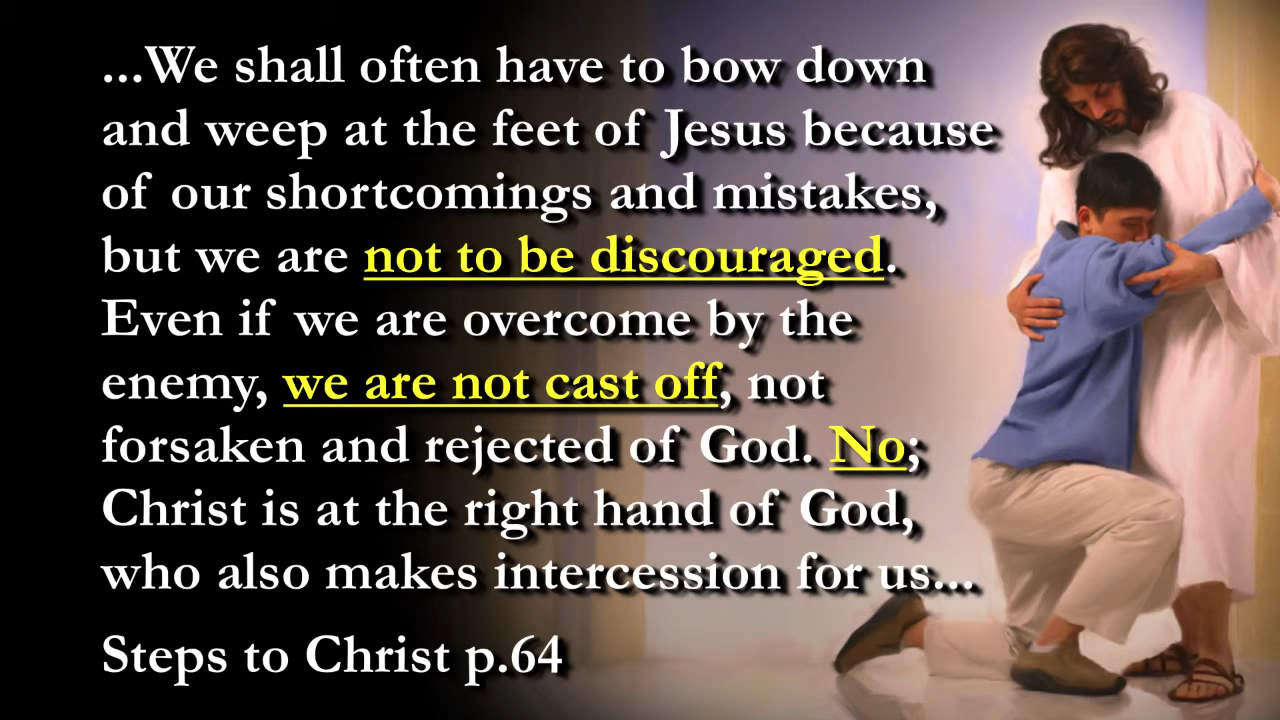 ...We shall often have to bow down
and weep at the feet of Jesus because
of our shortcomings and mistakes,
but we are not to be discouraged.
Even if we are overcome by the
enemy, we are not cast off, not
forsaken and rejected of God. No;
Christ is at the right hand of God,
who also makes intercession for us...
Steps to Christ p.64